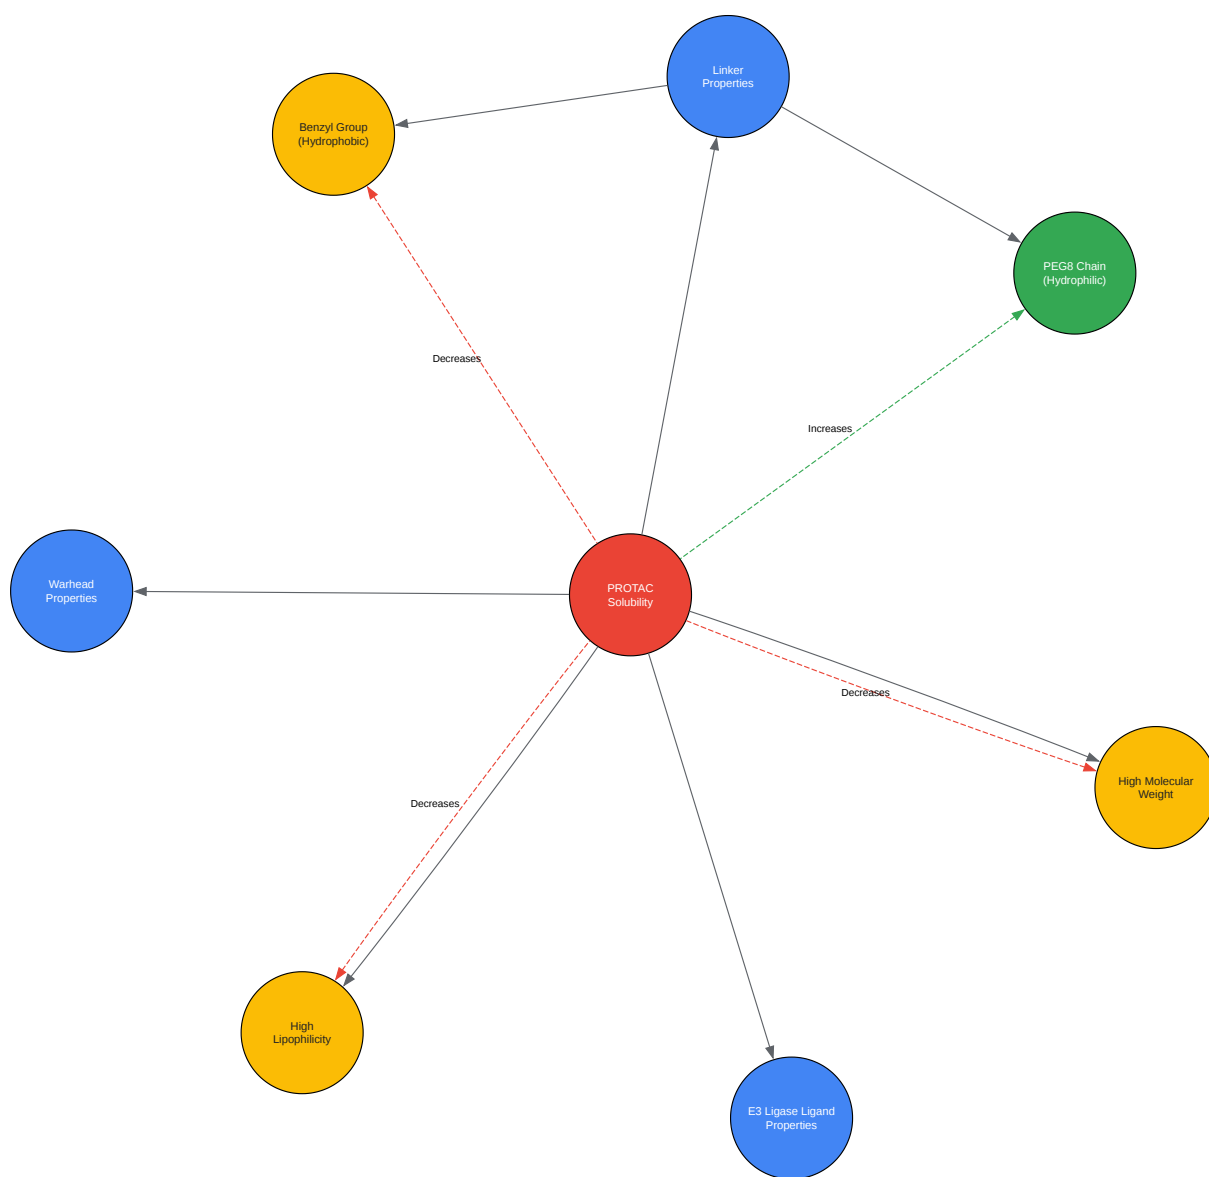 Linker
Properties
Benzyl Group
(Hydrophobic)
PEG8 Chain
(Hydrophilic)
Decreases
Increases
Warhead
Properties
PROTAC
Solubility
Decreases
High Molecular
Weight
Decreases
High
Lipophilicity
E3 Ligase Ligand
Properties